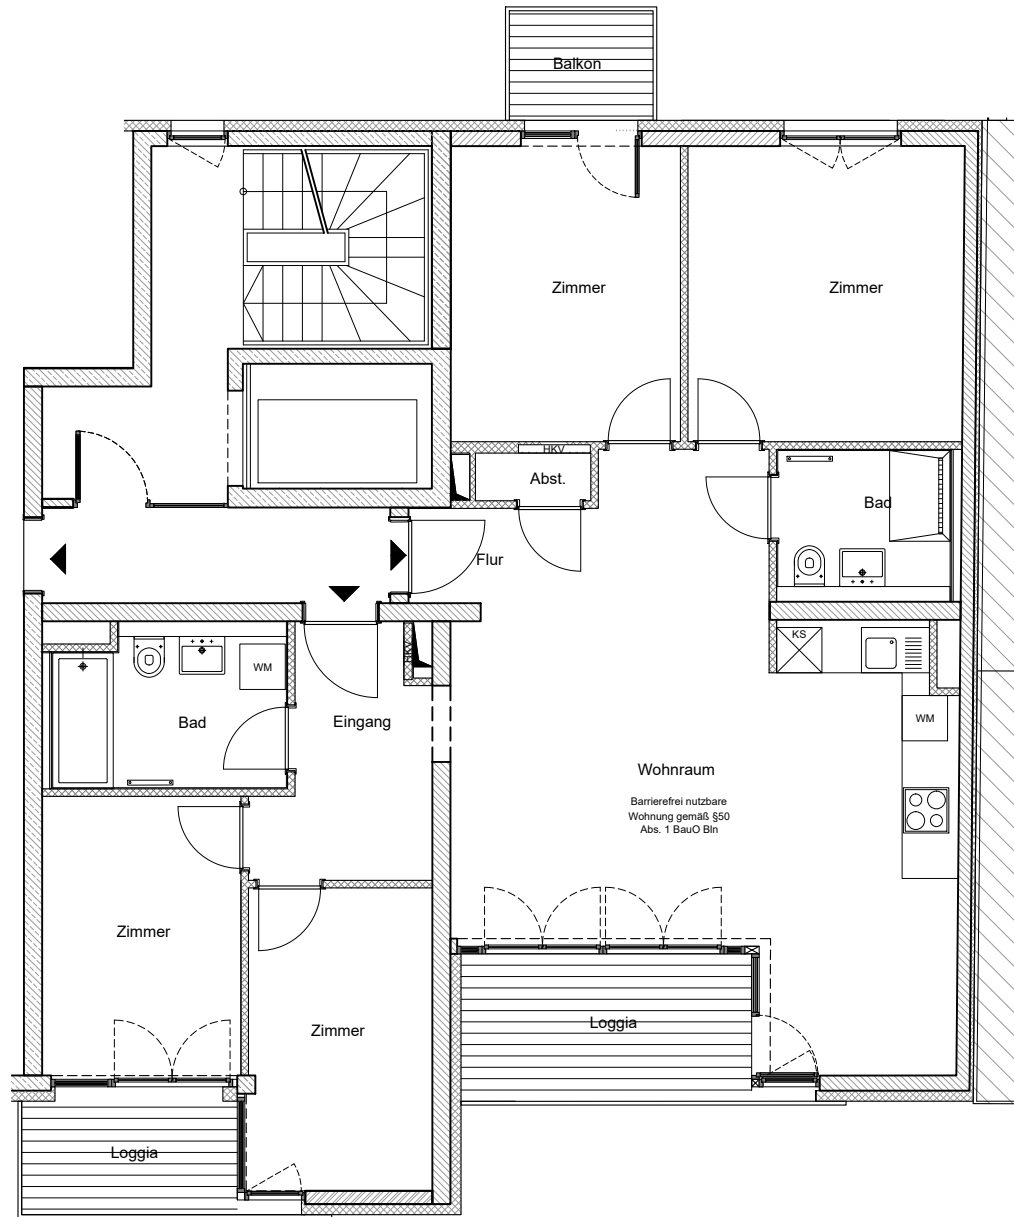 Balkon
Zimmer
Zimmer
HKV
Abst.
Bad
Flur
KS
WM
Bad
Eingang
WM
Wohnraum
Barrierefrei nutzbare
Wohnung gemäß §50
Abs. 1 BauO Bln
Zimmer
Zimmer
Loggia
Loggia